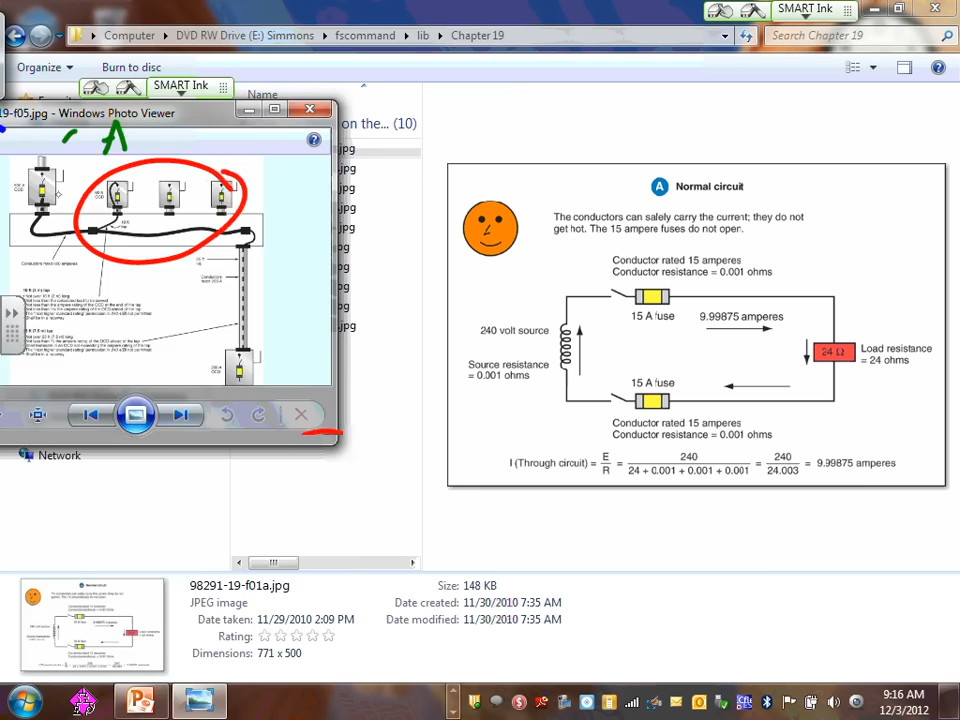 SMART Ink
Computer
DVD RW Drive (E:) Simmons
fscommand
lib
Chapter 19
Search Chapter 19
Organize
Burn to disc
SMART Ink
Name
19-f05.jpg - Windows Photo Viewer
on the... (10)
.jpg
.jpg
.jpg
.jpg
.jpg
pg
pg
pg
pg
.jpg
A Normal circuit
The conductors can salely carry the current; they do not
get hot. The 15 ampere fuses do not open.
Conductor rated 15 amperes
Conductor resistance = 0.001 ohms
15 A fuse
9.99875 amperes
240 volt source
24 Ω
Load resistance
= 24 ohms
Source resistance
= 0.001 ohms
15 A fuse
Conductor rated 15 amperes
Conductor resistance = 0.001 ohms
I (Through circuit) = E/R = 240/24 + 0.001 + 0.001 + 0.001 = 240/24.003 = 9.99875 amperes
Network
98291-19-f01a.jpg
JPEG image
Date taken: 11/29/2010 2:09 PM
Rating:
Dimensions: 771 x 500
Size: 148 KB
Date created: 11/30/2010 7:35 AM
Date modified: 11/30/2010 7:35 AM
9:16 AM
12/3/2012